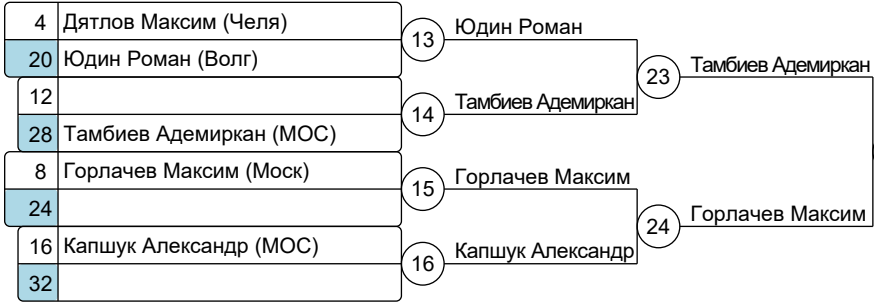 4 Дятлов Максим (Челя)
20 Юдин Роман (Волг)
13 Юдин Роман
12
28 Тамбиев Адемиркан (МОС)
14 Тамбиев Адемиркан
23 Тамбиев Адемиркан
8 Горлачев Максим (Моск)
24
15 Горлачев Максим
16 Капшук Александр (МОС)
32
16 Капшук Александр
24 Горлачев Максим